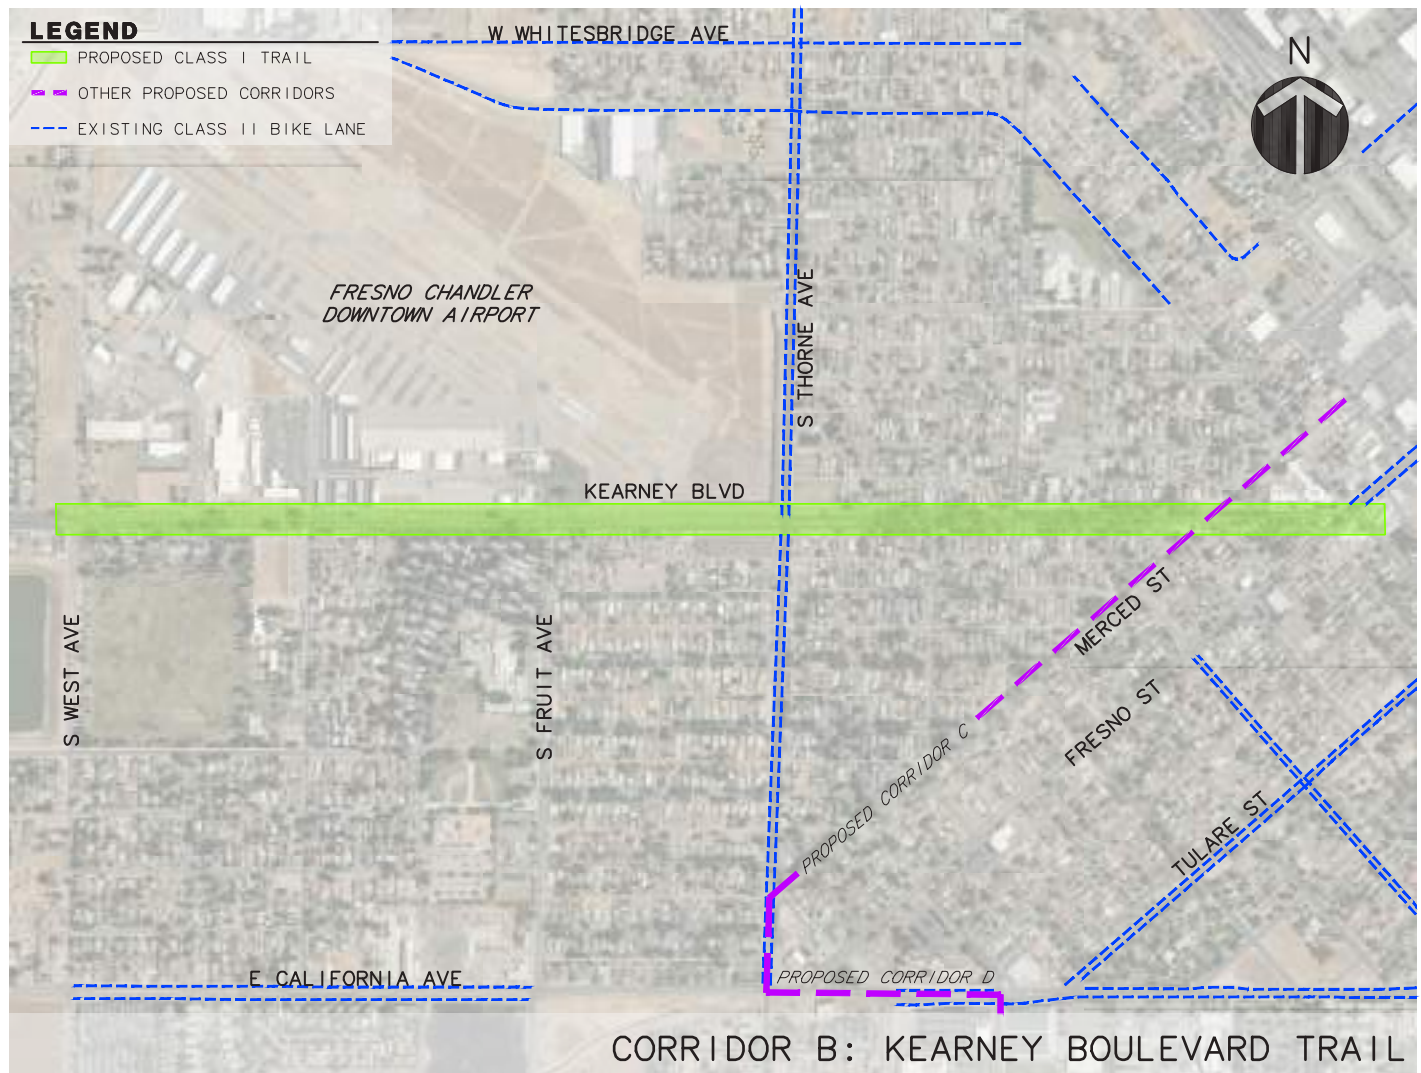 LEGEND
PROPOSED CLASS I TRAIL
OTHER PROPOSED CORRIDORS
EXISTING CLASS II BIKE LANE
W WHITESBRIDGE AVE
N
FRESNO CHANDLER
DOWNTOWN AIRPORT
S THORNE AVE
KEARNEY BLVD
S WEST AVE
S FRUIT AVE
MERCED ST
FRESNO ST
PROPOSED CORRIDOR C
TULARE ST
E CALIFORNIA AVE
PROPOSED CORRIDOR D
CORRIDOR B: KEARNEY BOULEVARD TRAIL